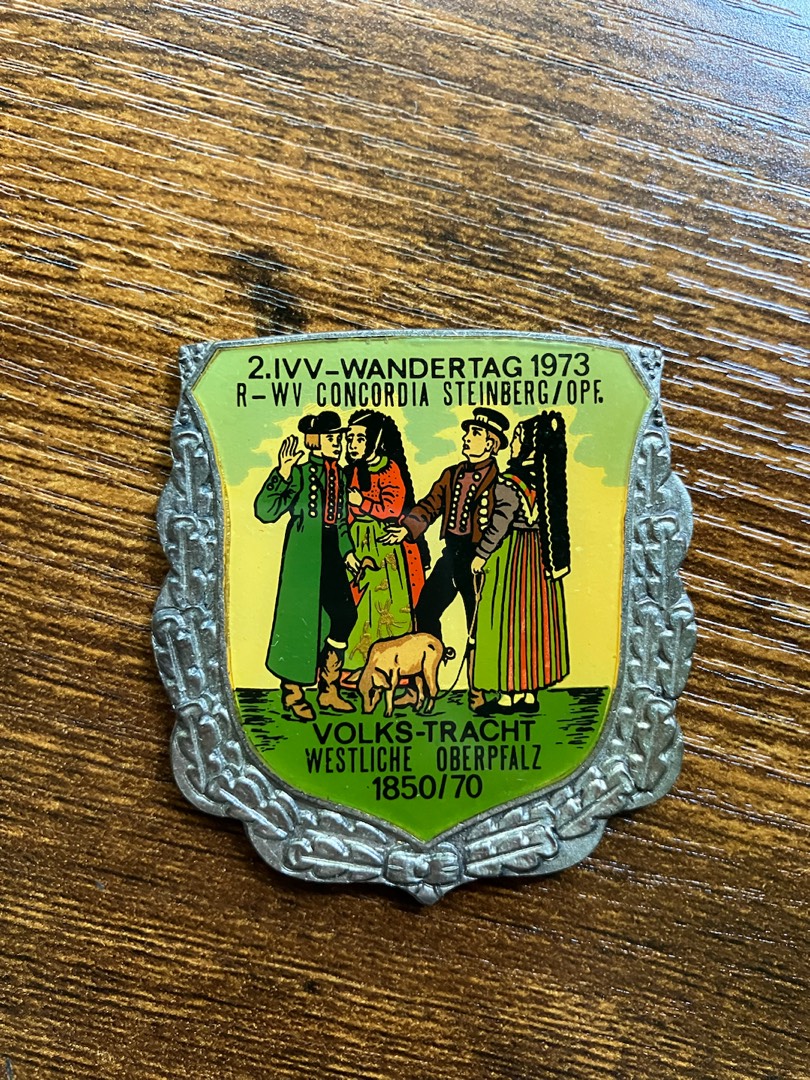 2.IVV-WANDERTAG 1973
R-WV CONCORDIA STEINBERG/OPF.
VOLKS-TRACHT
WESTLICHE OBERPFALZ
1850/70